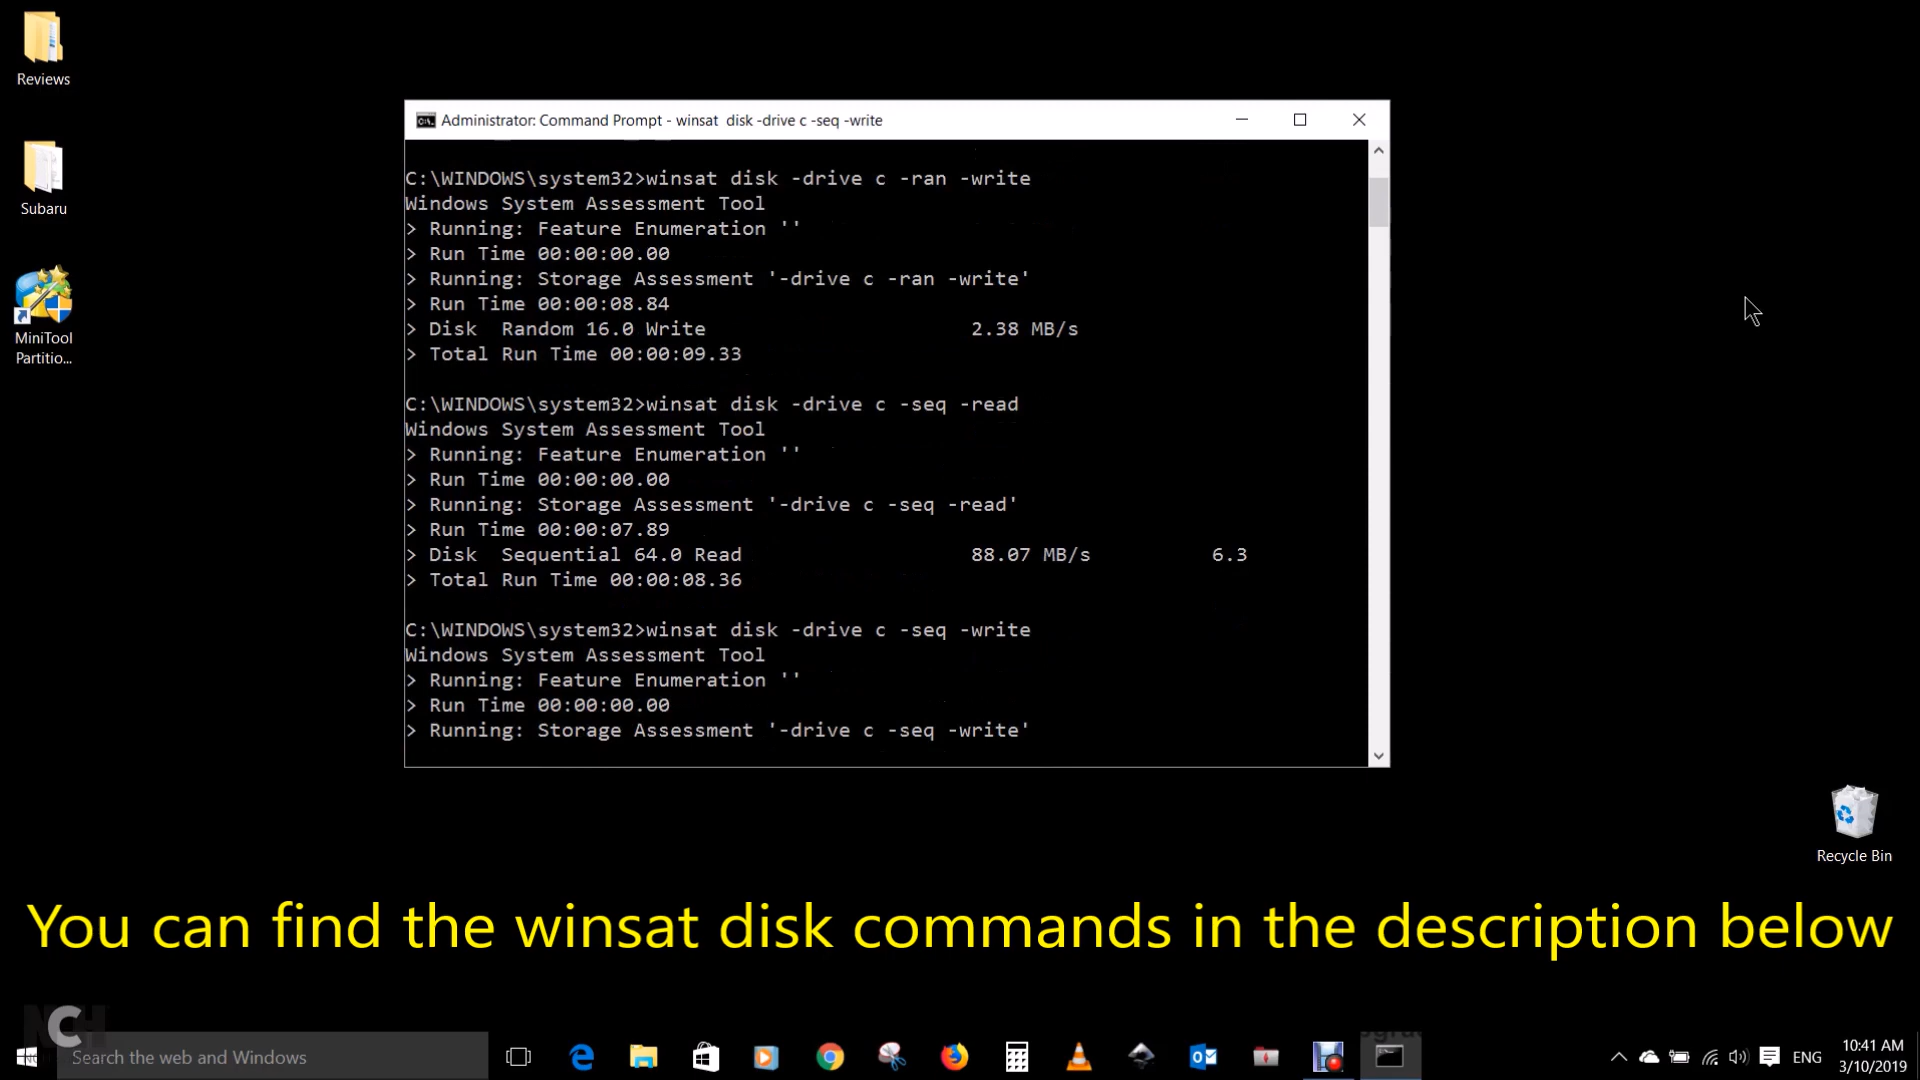 Reviews
Subaru
MiniTool
Partitio...
Administrator: Command Prompt - winsat  disk -drive c -seq -write
C:\WINDOWS\system32>winsat disk -drive c -ran -write
Windows System Assessment Tool
> Running: Feature Enumeration ''
> Run Time 00:00:00.00
> Running: Storage Assessment '-drive c -ran -write'
> Run Time 00:00:08.84
> Disk  Random 16.0 Write                      2.38 MB/s
> Total Run Time 00:00:09.33
C:\WINDOWS\system32>winsat disk -drive c -seq -read
Windows System Assessment Tool
> Running: Feature Enumeration ''
> Run Time 00:00:00.00
> Running: Storage Assessment '-drive c -seq -read'
> Run Time 00:00:07.89
> Disk  Sequential 64.0 Read                   88.07 MB/s          6.3
> Total Run Time 00:00:08.36
C:\WINDOWS\system32>winsat disk -drive c -seq -write
Windows System Assessment Tool
> Running: Feature Enumeration ''
> Run Time 00:00:00.00
> Running: Storage Assessment '-drive c -seq -write'
Recycle Bin
You can find the winsat disk commands in the description below
Search the web and Windows
ENG
10:41 AM
3/10/2019